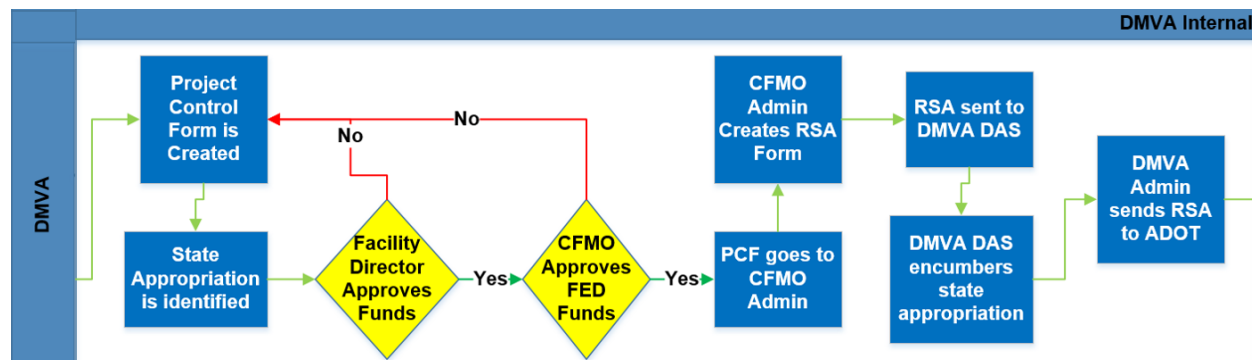 DMVA Internal
DMVA
Project
Control
Form is
Created
State
Appropriation
is identified
No
Facility
Director
Approves
Funds
Yes
No
CFMO
Approves
FED
Funds
Yes
PCF goes to
CFMO
Admin
CFMO
Admin
Creates RSA
Form
RSA sent to
DMVA DAS
DMVA DAS
encumbers
state
appropriation
DMVA
Admin
sends RSA
to ADOT